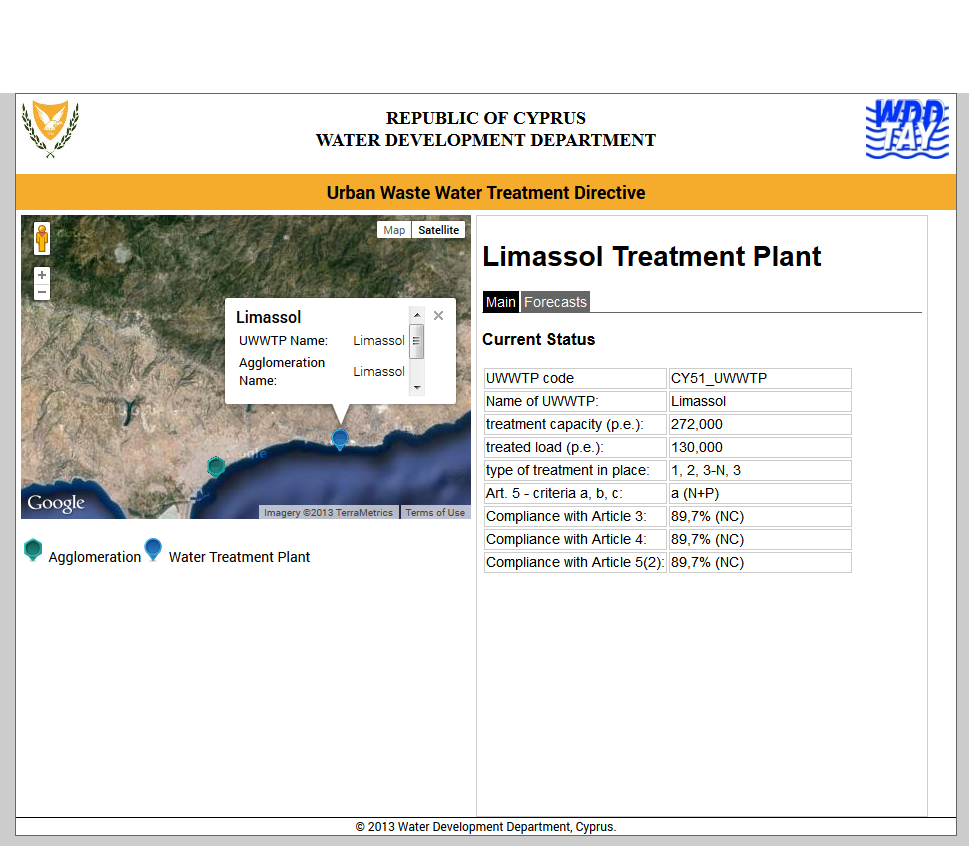 REPUBLIC OF CYPRUS
WATER DEVELOPMENT DEPARTMENT
WDD
TAY
Urban Waste Water Treatment Directive
Map
Satellite
+
−
Limassol
UWWTP Name: Limassol
Agglomeration
Name: Limassol
Google
Imagery ©2013 TerraMetrics
Terms of Use
Agglomeration
Water Treatment Plant
Limassol Treatment Plant
Main
Forecasts
Current Status
UWWTP code CY51_UWWTP
Name of UWWTP: Limassol
treatment capacity (p.e.): 272,000
treated load (p.e.): 130,000
type of treatment in place: 1, 2, 3-N, 3
Art. 5 - criteria a, b, c: a (N+P)
Compliance with Article 3: 89,7% (NC)
Compliance with Article 4: 89,7% (NC)
Compliance with Article 5(2): 89,7% (NC)
© 2013 Water Development Department, Cyprus.